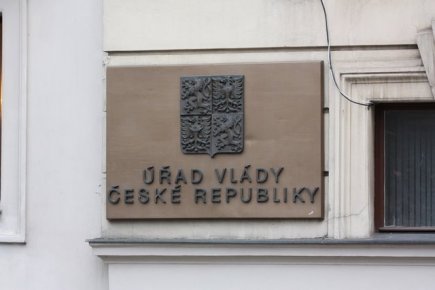 ÚŘAD VLÁDY
ČESKÉ REPUBLIKY